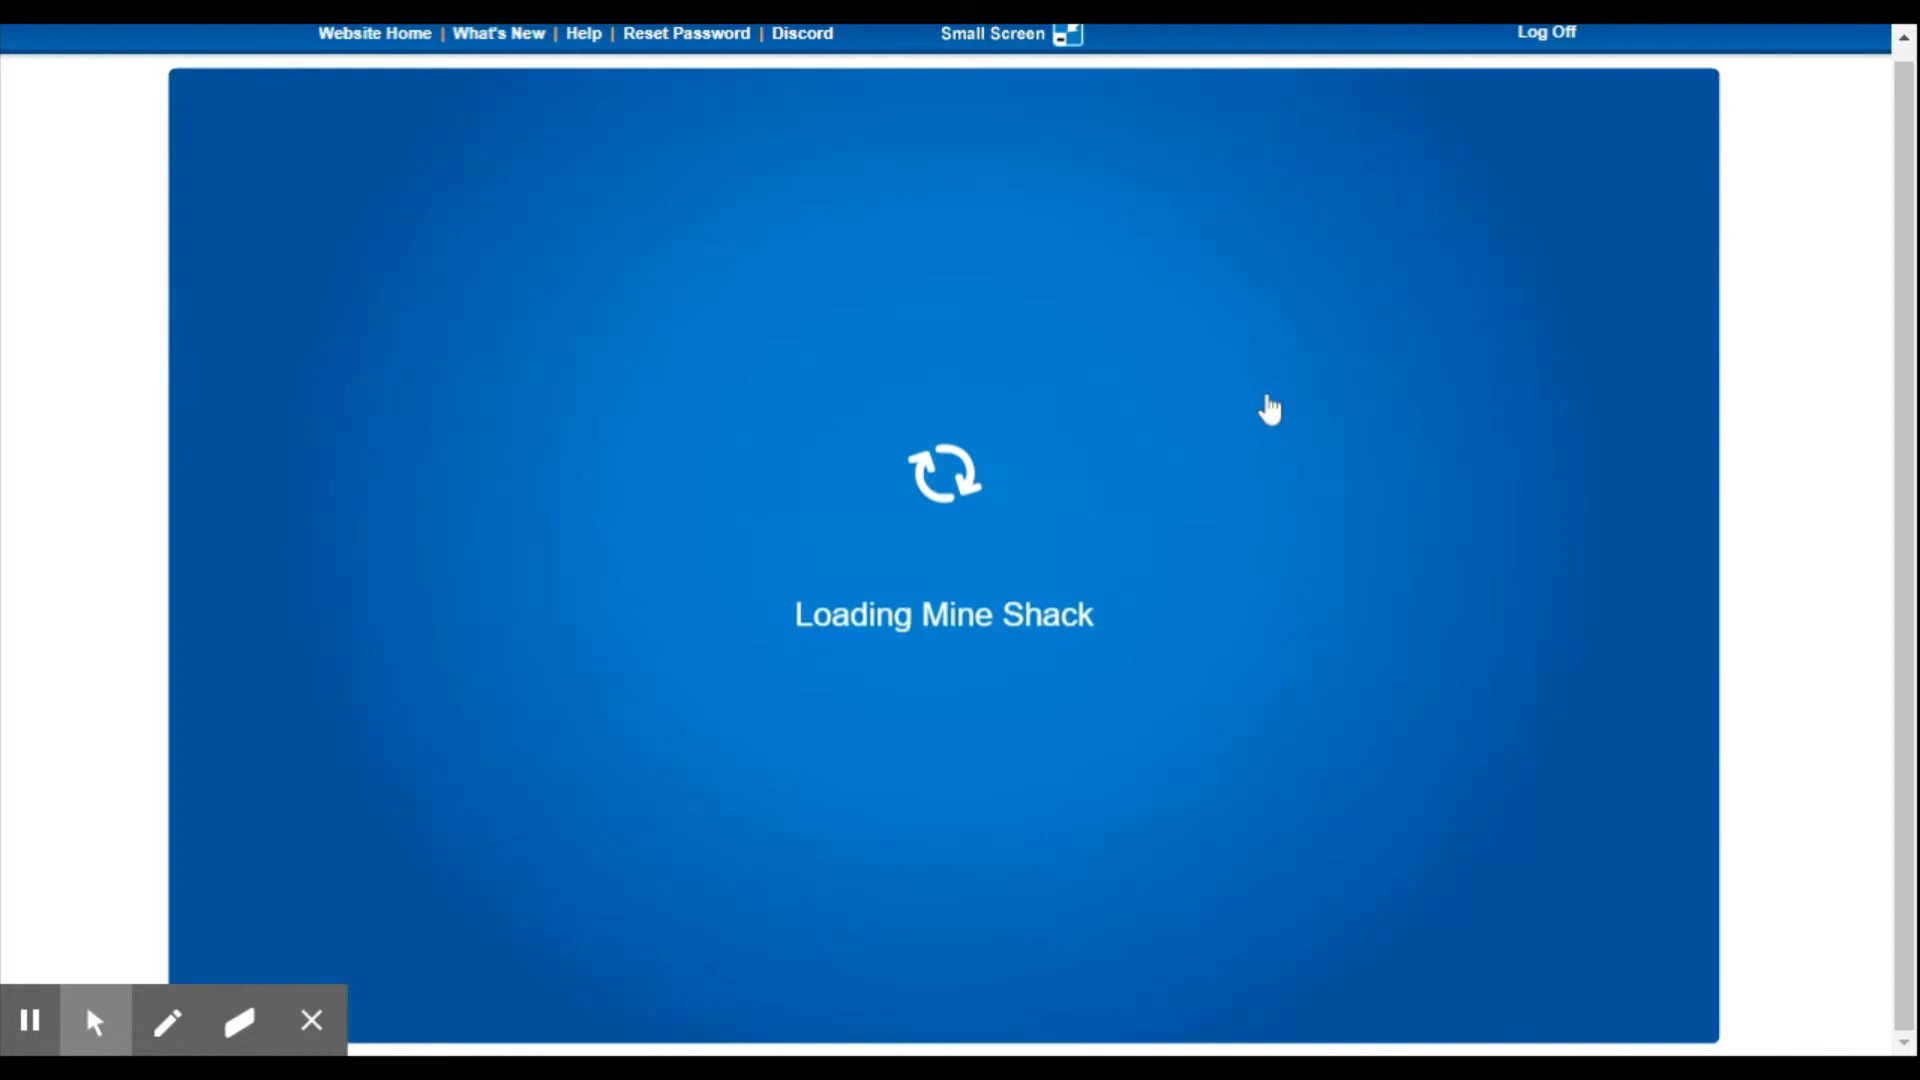 Website Home | What's New | Help | Reset Password | Discord
Small Screen
Log Off
Loading Mine Shack